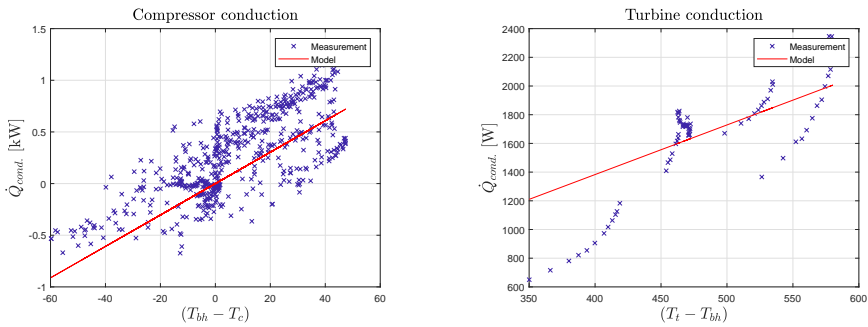 Compressor conduction
1.5
1
0.5
0
-0.5
-1
-60
-40
-20
0
20
40
60
Q̇cond. [kW]
(Tbh − Tc)
Measurement
Model
Turbine conduction
2400
2200
2000
1800
1600
1400
1200
1000
800
600
350
400
450
500
550
600
Q̇cond. [W]
(Tt − Tbh)
Measurement
Model